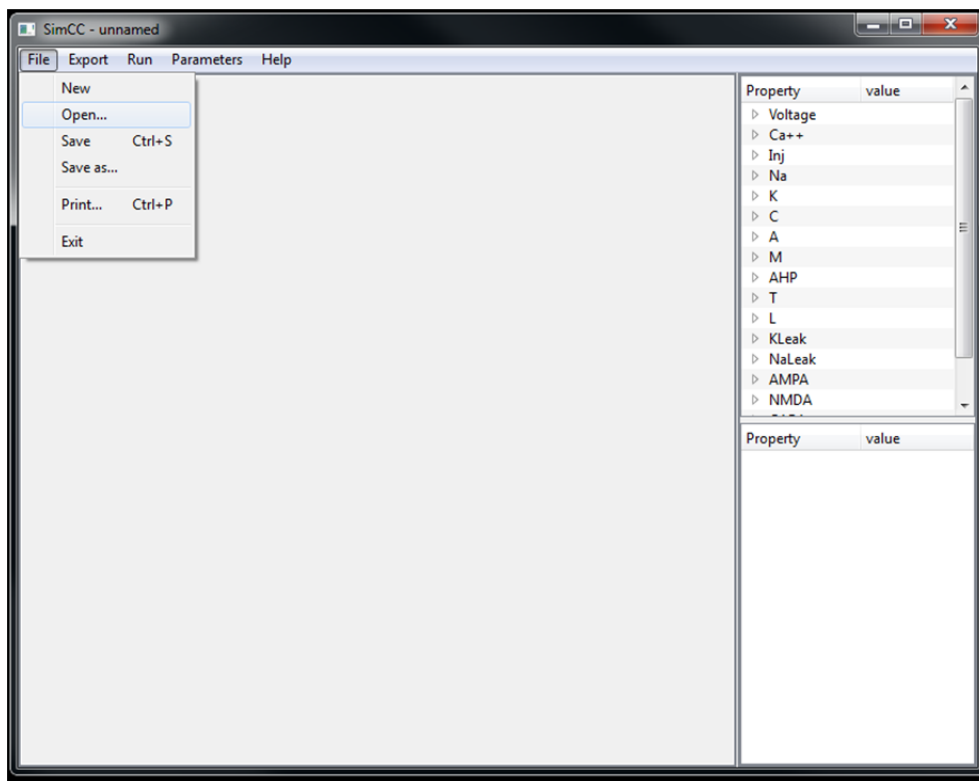 SimCC - unnamed
File Export Run Parameters Help
New
Open...
Save Ctrl+S
Save as...
Print... Ctrl+P
Exit
Property value
Voltage
Ca++
Inj
Na
K
C
A
M
AHP
T
L
KLeak
NaLeak
AMPA
NMDA
Property value